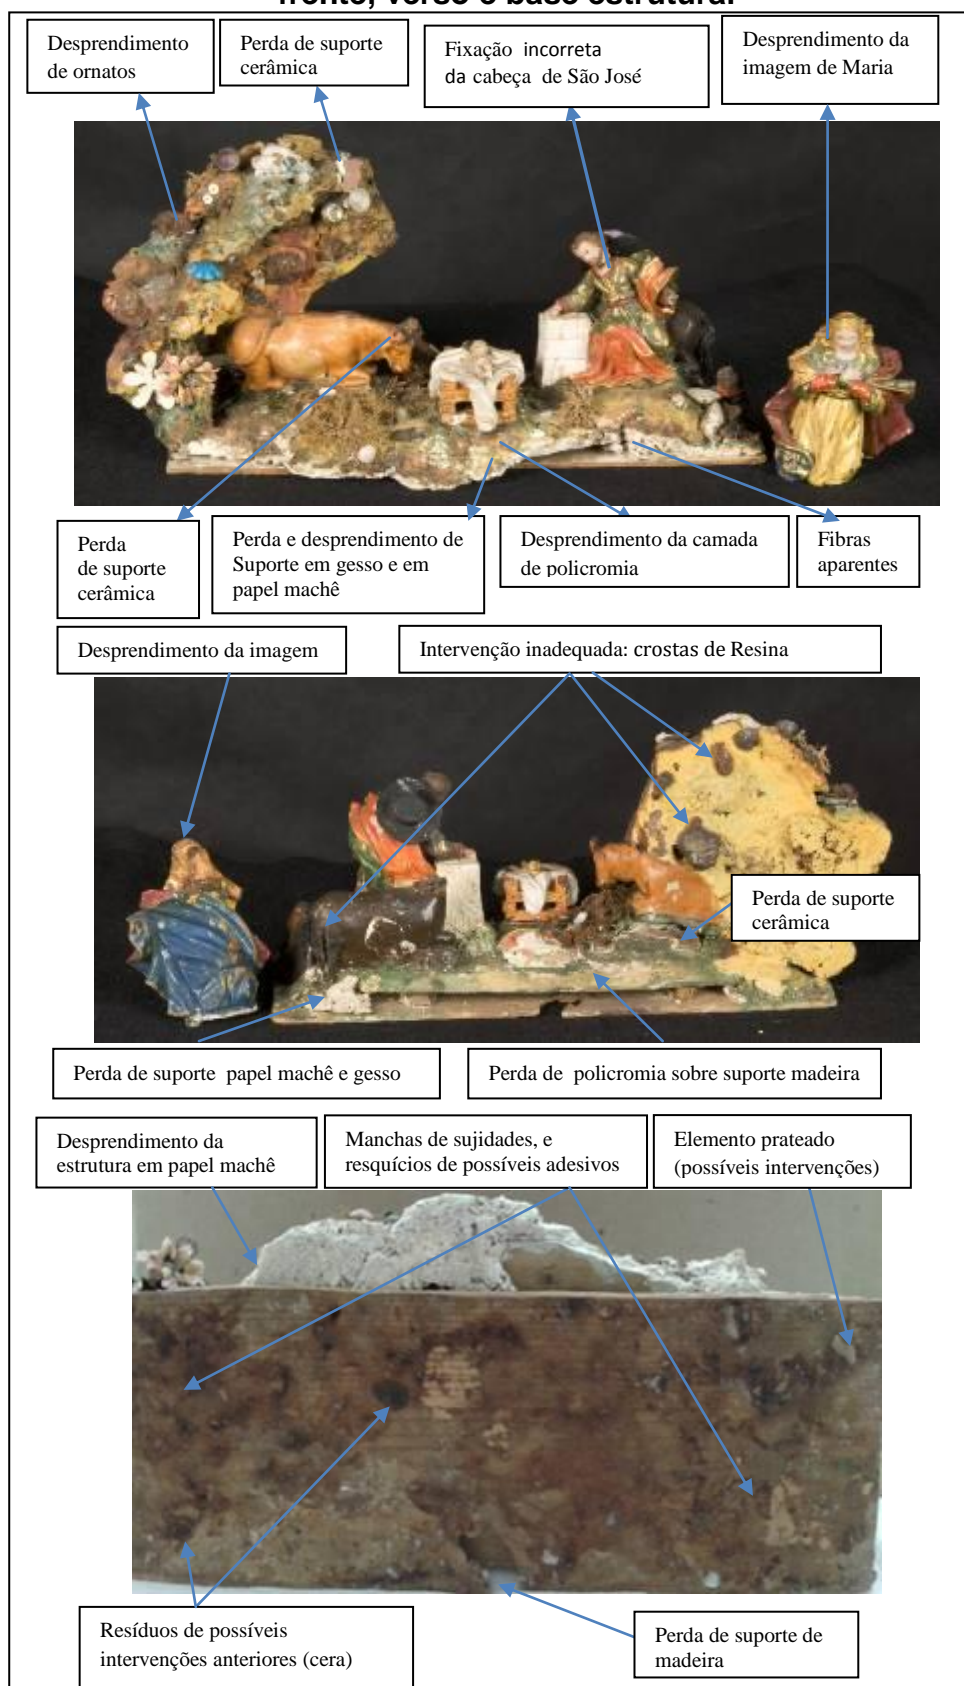 frente, verso e base estrutural
Desprendimento
de ornatos
Perda de suporte
cerâmica
Fixação incorreta
da cabeça de São José
Desprendimento da
imagem de Maria
Perda
de suporte
cerâmica
Perda e desprendimento de
Suporte em gesso e em
papel machê
Desprendimento da camada
de policromia
Fibras
aparentes
Desprendimento da imagem
Intervenção inadequada: crostas de Resina
Perda de suporte
cerâmica
Perda de suporte papel machê e gesso
Perda de policromia sobre suporte madeira
Desprendimento da
estrutura em papel machê
Manchas de sujidades, e
resquícios de possíveis adesivos
Elemento prateado
(possíveis intervenções)
Resíduos de possíveis
intervenções anteriores (cera)
Perda de suporte de
madeira